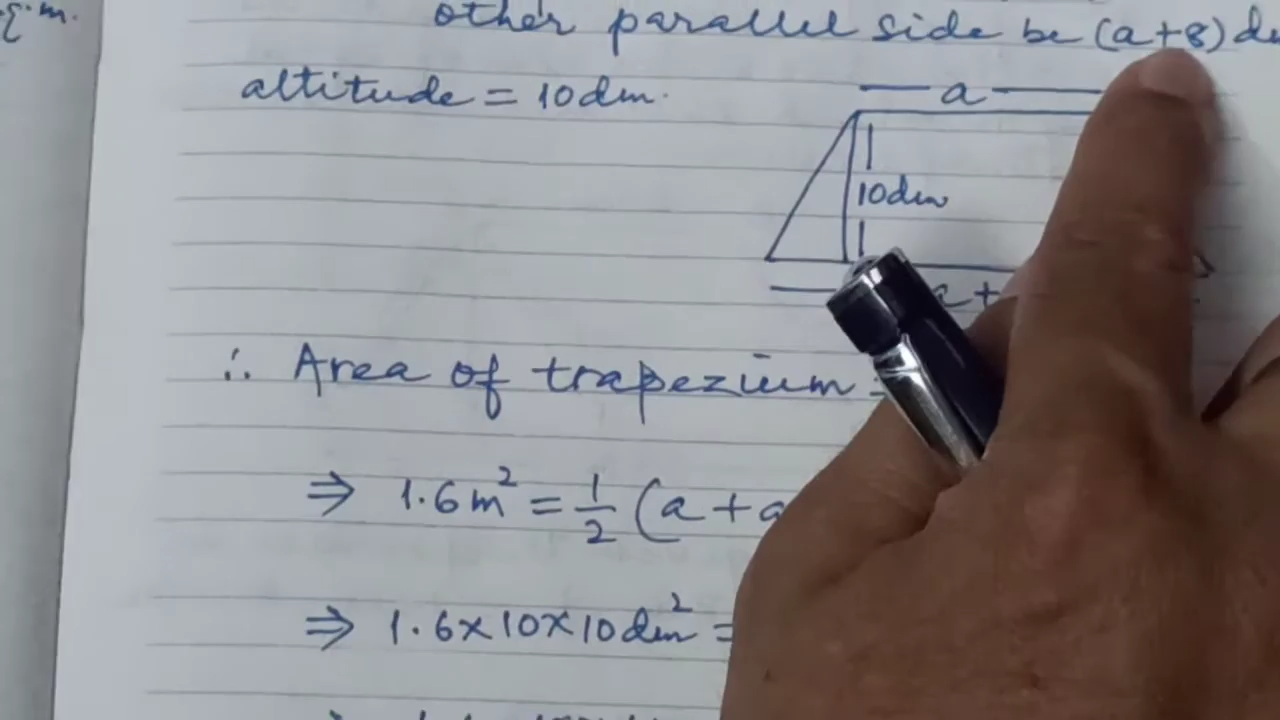 q.m.
other parallel side be (a+8)
altitude = 10dm.
a
10dm
a+
∴ Area of trapezium =
⇒ 1.6m² = 1/2 (a+a
⇒ 1.6×10×10dm² =